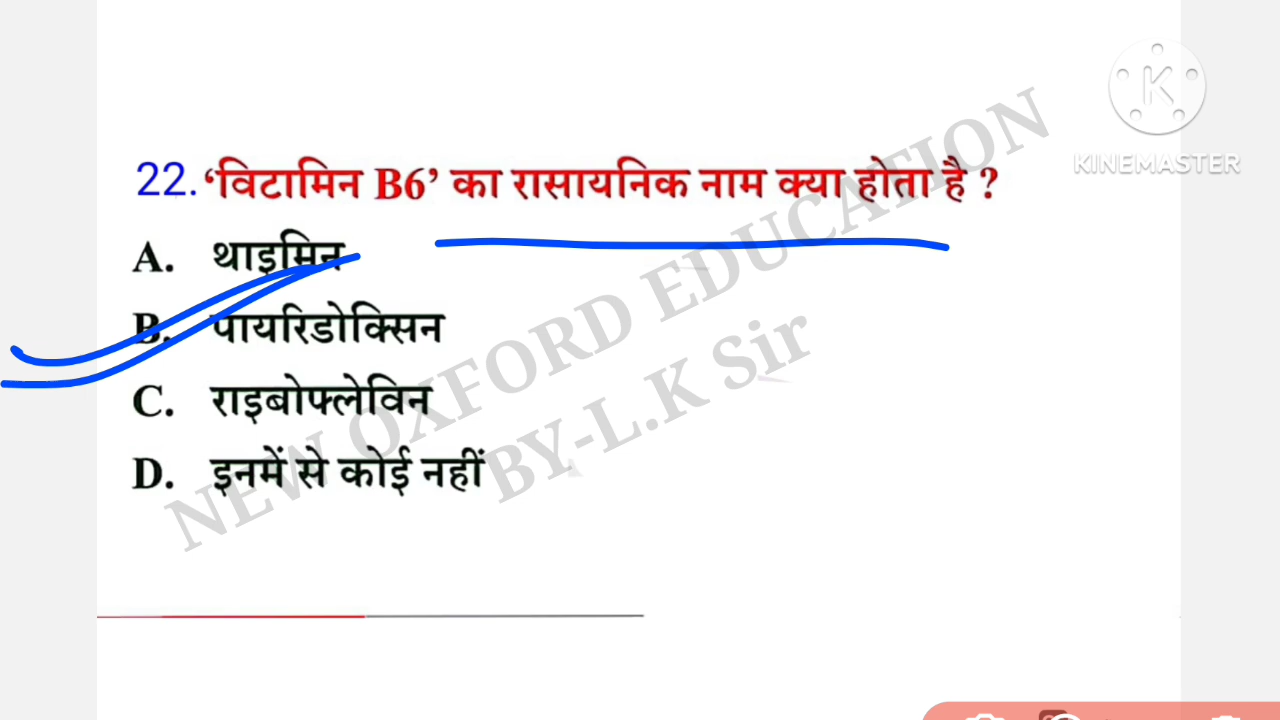 KINEMASTER
22. ‘विटामिन B6’ का रासायनिक नाम क्या होता है ?
A. थाइमिन
B. पायरिडोक्सिन
C. राइबोफ्लेविन
D. इनमें से कोई नहीं
NEW OXFORD EDUCATION
BY-L.K Sir